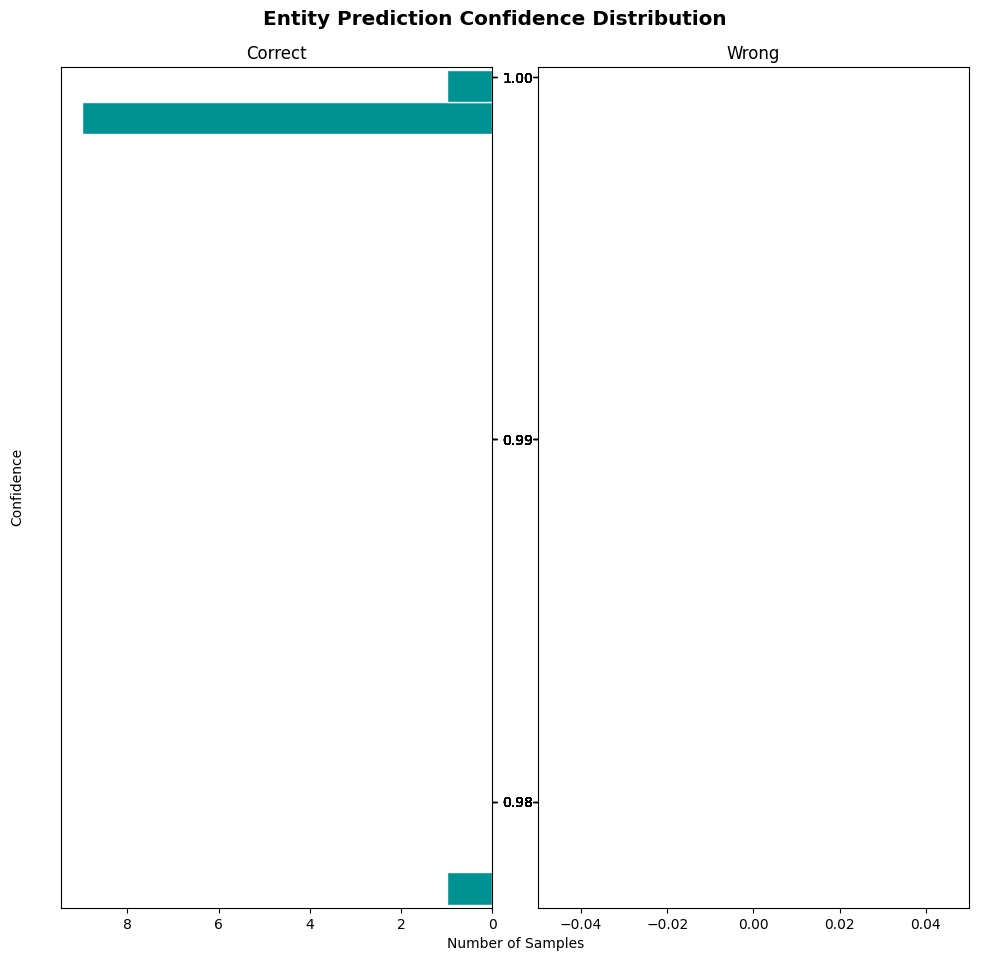 Entity Prediction Confidence Distribution
Correct
Wrong
1.00
0.99
0.98
Confidence
8 6 4 2 0
−0.04 −0.02 0.00 0.02 0.04
Number of Samples